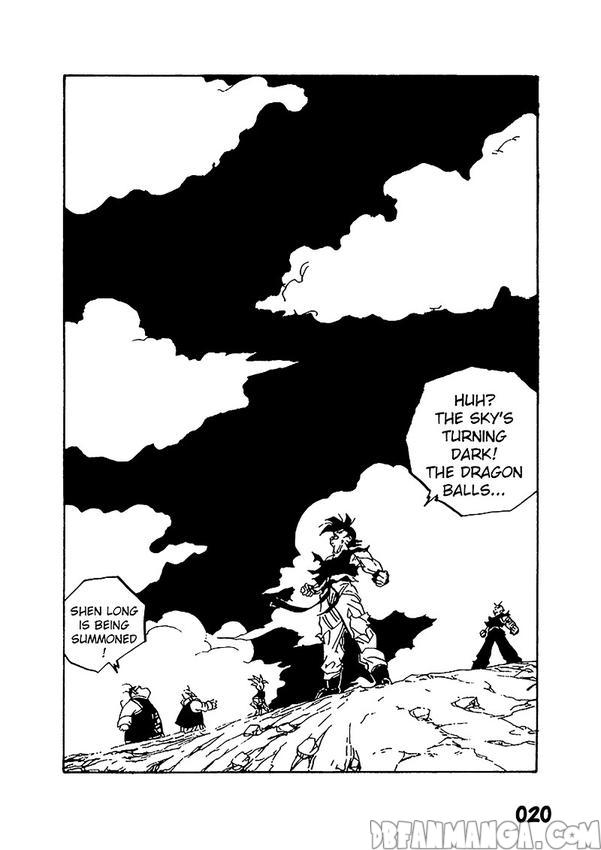 HUH?
THE SKY'S
TURNING
DARK!
THE DRAGON
BALLS...
SHEN LONG
IS BEING
SUMMONED
!
020
DBFANMANGA.COM